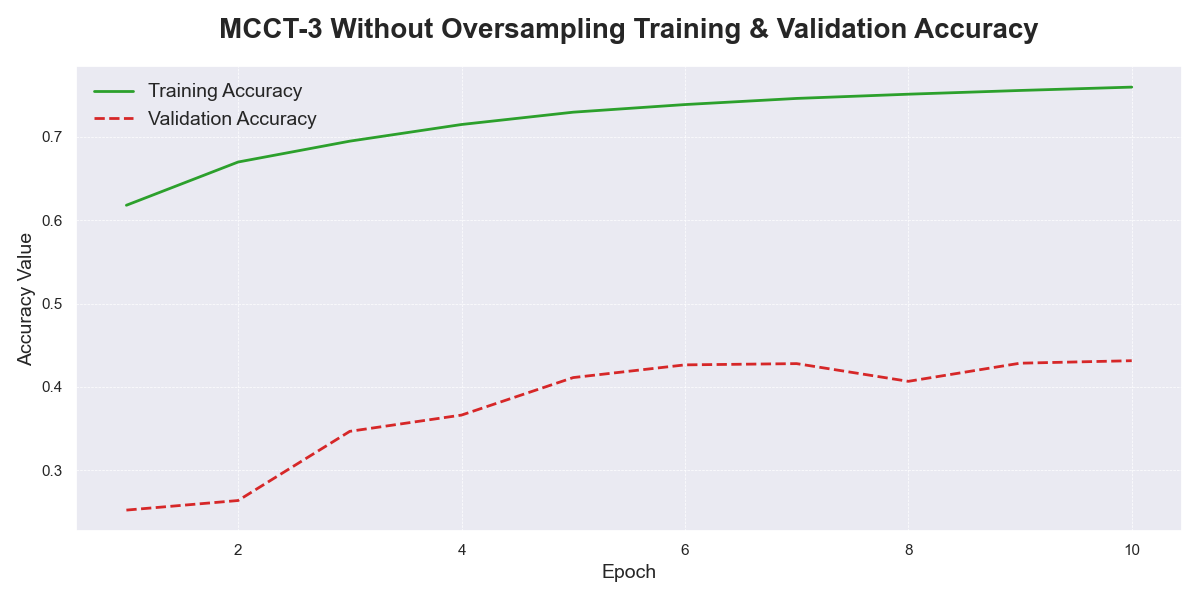 MCCT-3 Without Oversampling Training & Validation Accuracy
Training Accuracy
Validation Accuracy
Accuracy Value
0.7
0.6
0.5
0.4
0.3
2 4 6 8 10
Epoch